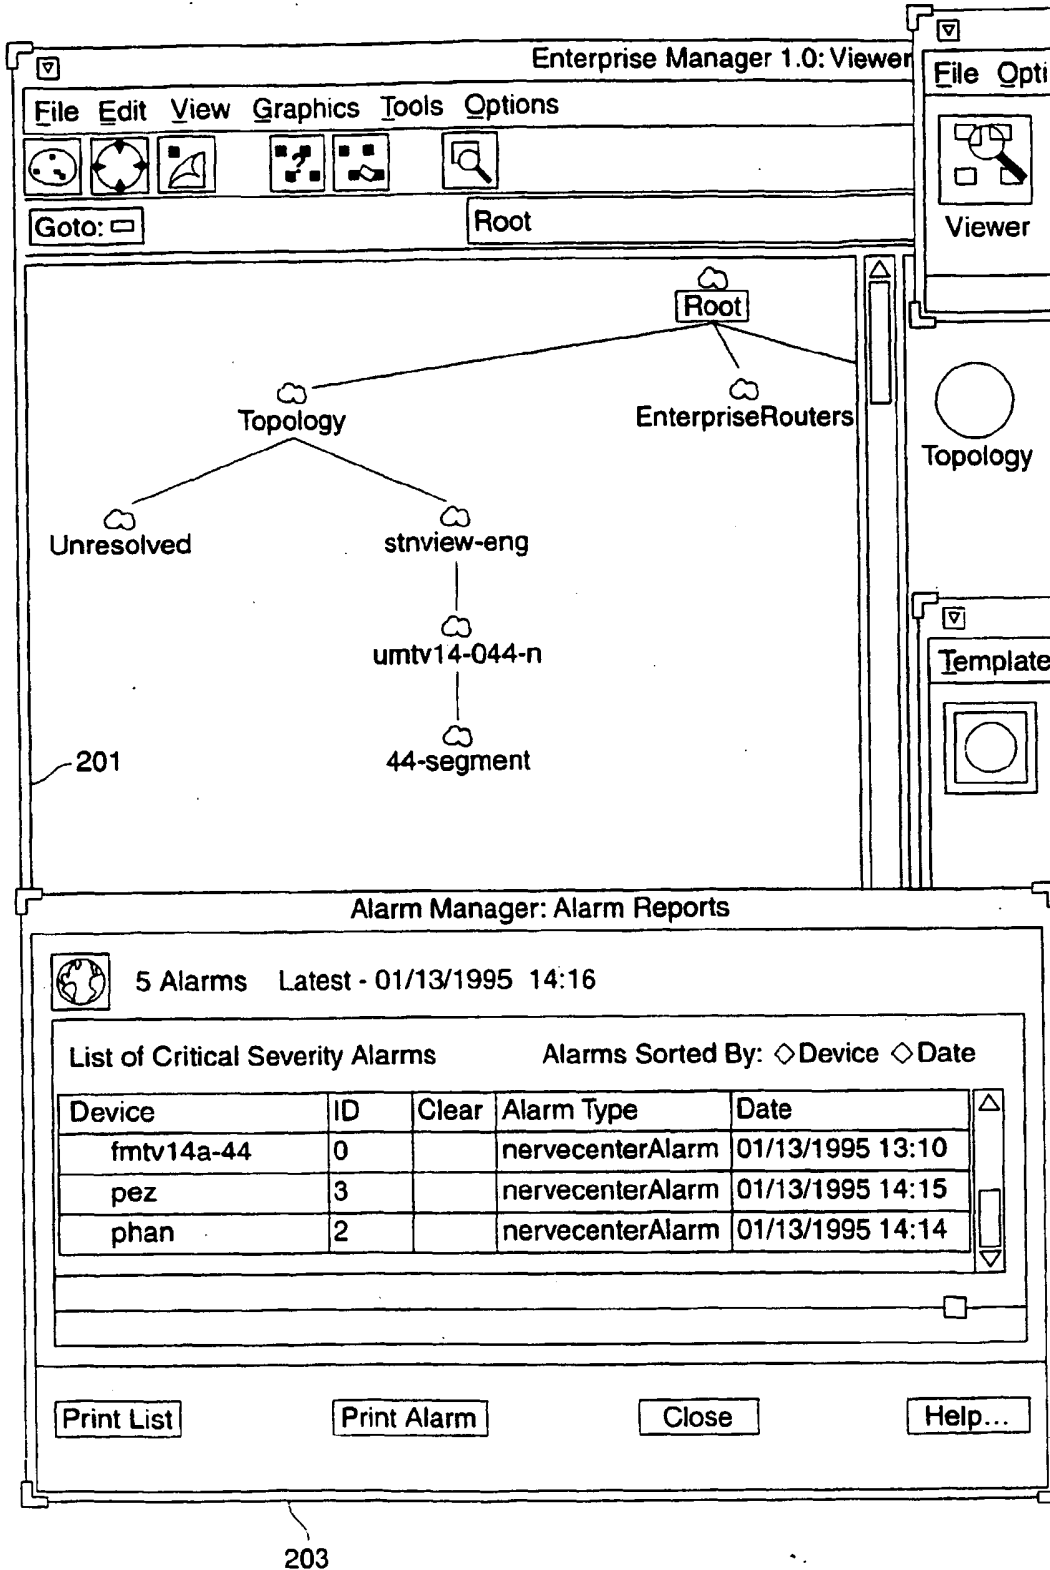 Enterprise Manager 1.0: Viewer
File Edit View Graphics Tools Options
Goto:
Root
Root
Topology
EnterpriseRouters
Unresolved
stnview-eng
umtv14-044-n
44-segment
201
File Opti
Viewer
Topology
Template
Alarm Manager: Alarm Reports
5 Alarms Latest - 01/13/1995 14:16
List of Critical Severity Alarms Alarms Sorted By: Device Date
Device ID Clear Alarm Type Date
fmtv14a-44 0 nervecenterAlarm 01/13/1995 13:10
pez 3 nervecenterAlarm 01/13/1995 14:15
phan 2 nervecenterAlarm 01/13/1995 14:14
Print List Print Alarm Close Help...
203